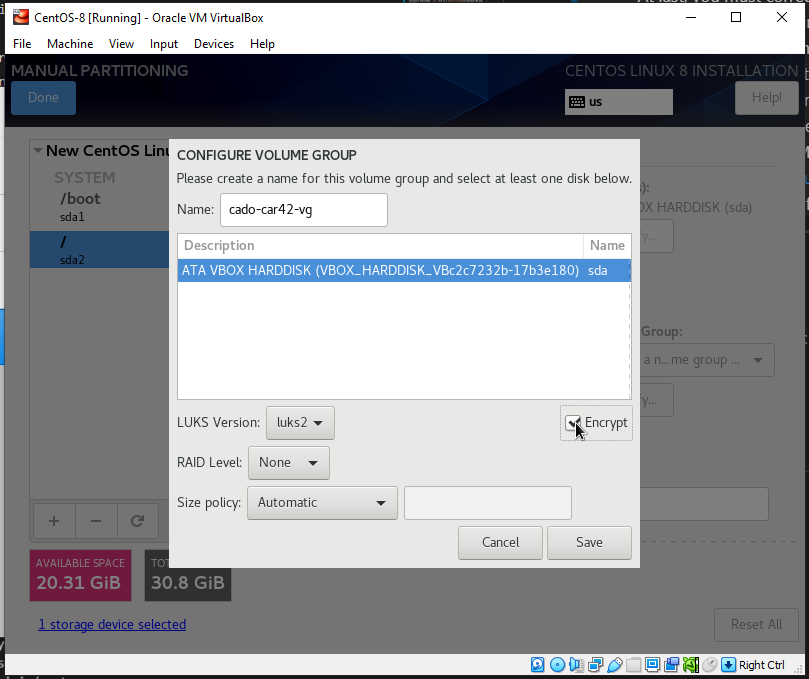 CentOS-8 [Running] - Oracle VM VirtualBox
File Machine View Input Devices Help
MANUAL PARTITIONING
CENTOS LINUX 8 INSTALLATION
Done
us
Help!
New CentOS Linu
SYSTEM
/boot
sda1
/
sda2
CONFIGURE VOLUME GROUP
Please create a name for this volume group and select at least one disk below.
Name: cado-car42-vg
Description Name
ATA VBOX HARDDISK (VBOX_HARDDISK_VBc2c7232b-17b3e180) sda
LUKS Version: luks2
Encrypt
RAID Level: None
Size policy: Automatic
Cancel Save
s):
OX HARDDISK (sda)
y...
Group:
a n...me group ...
fy...
+ −
AVAILABLE SPACE
20.31 GiB
TOT
30.8 GiB
1 storage device selected
Reset All
Right Ctrl